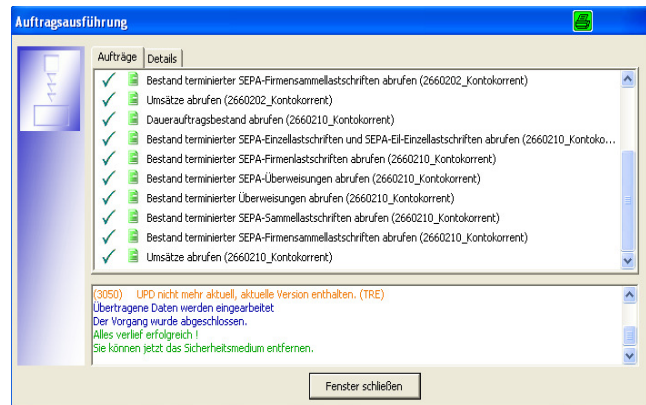 Auftragsausführung
Aufträge Details
Bestand terminierter SEPA-Firmensammellastschriften abrufen (2660202_Kontokorrent)
Umsätze abrufen (2660202_Kontokorrent)
Dauerauftragsbestand abrufen (2660210_Kontokorrent)
Bestand terminierter SEPA-Einzellastschriften und SEPA-Eil-Einzellastschriften abrufen (2660210_Kontoko...
Bestand terminierter SEPA-Firmenlastschriften abrufen (2660210_Kontokorrent)
Bestand terminierter SEPA-Überweisungen abrufen (2660210_Kontokorrent)
Bestand terminierter Überweisungen abrufen (2660210_Kontokorrent)
Bestand terminierter SEPA-Sammellastschriften abrufen (2660210_Kontokorrent)
Bestand terminierter SEPA-Firmensammellastschriften abrufen (2660210_Kontokorrent)
Umsätze abrufen (2660210_Kontokorrent)
(3050) UPD nicht mehr aktuell, aktuelle Version enthalten. (TRE)
Übertragene Daten werden eingearbeitet
Der Vorgang wurde abgeschlossen.
Alles verlief erfolgreich !
Sie können jetzt das Sicherheitsmedium entfernen.
Fenster schließen